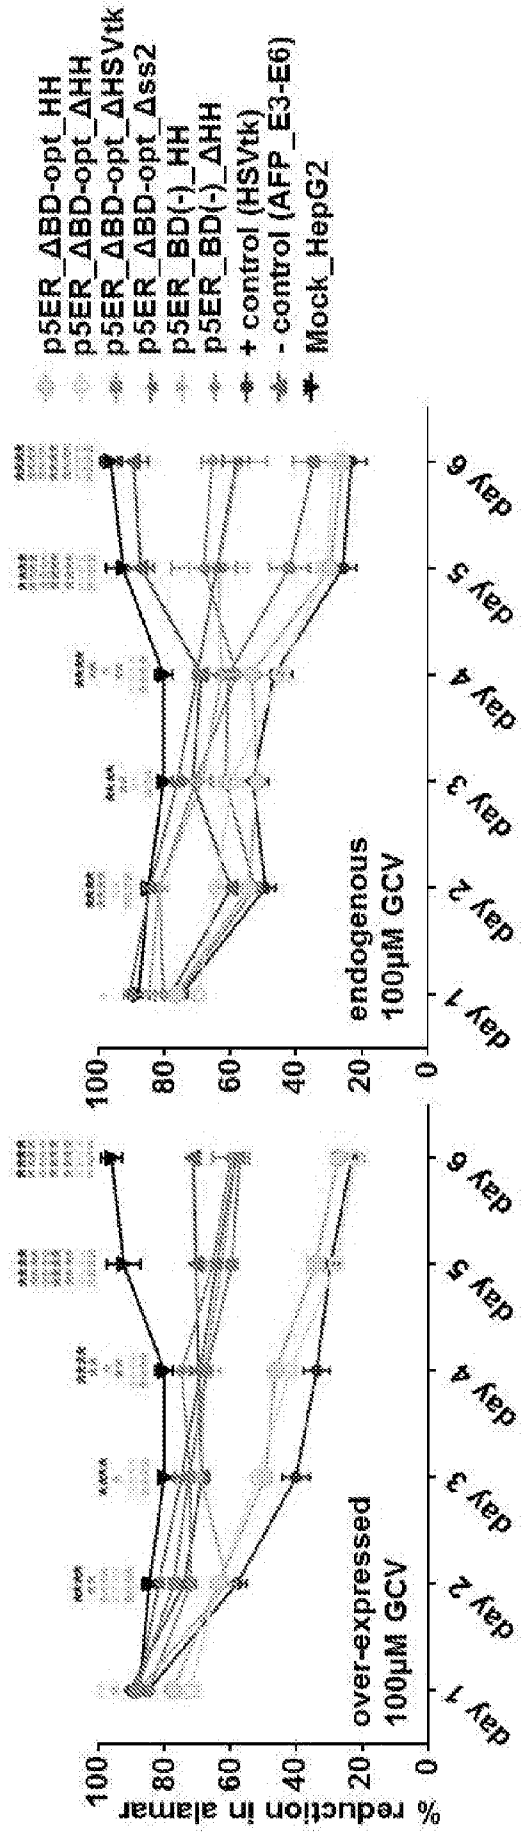 % reduction in alamar
100
80
60
40
20
0
over-expressed
100µM GCV
day 1
day 2
day 3
day 4
day 5
day 6
100
80
60
40
20
0
endogenous
100µM GCV
day 1
day 2
day 3
day 4
day 5
day 6
p5ER_ΔBD-opt_HH
p5ER_ΔBD-opt_ΔHH
p5ER_ΔBD-opt_ΔHSVtk
p5ER_ΔBD-opt_Δss2
p5ER_BD(-)_HH
p5ER_BD(-)_ΔHH
+ control (HSVtk)
- control (AFP_E3-E6)
Mock_HepG2